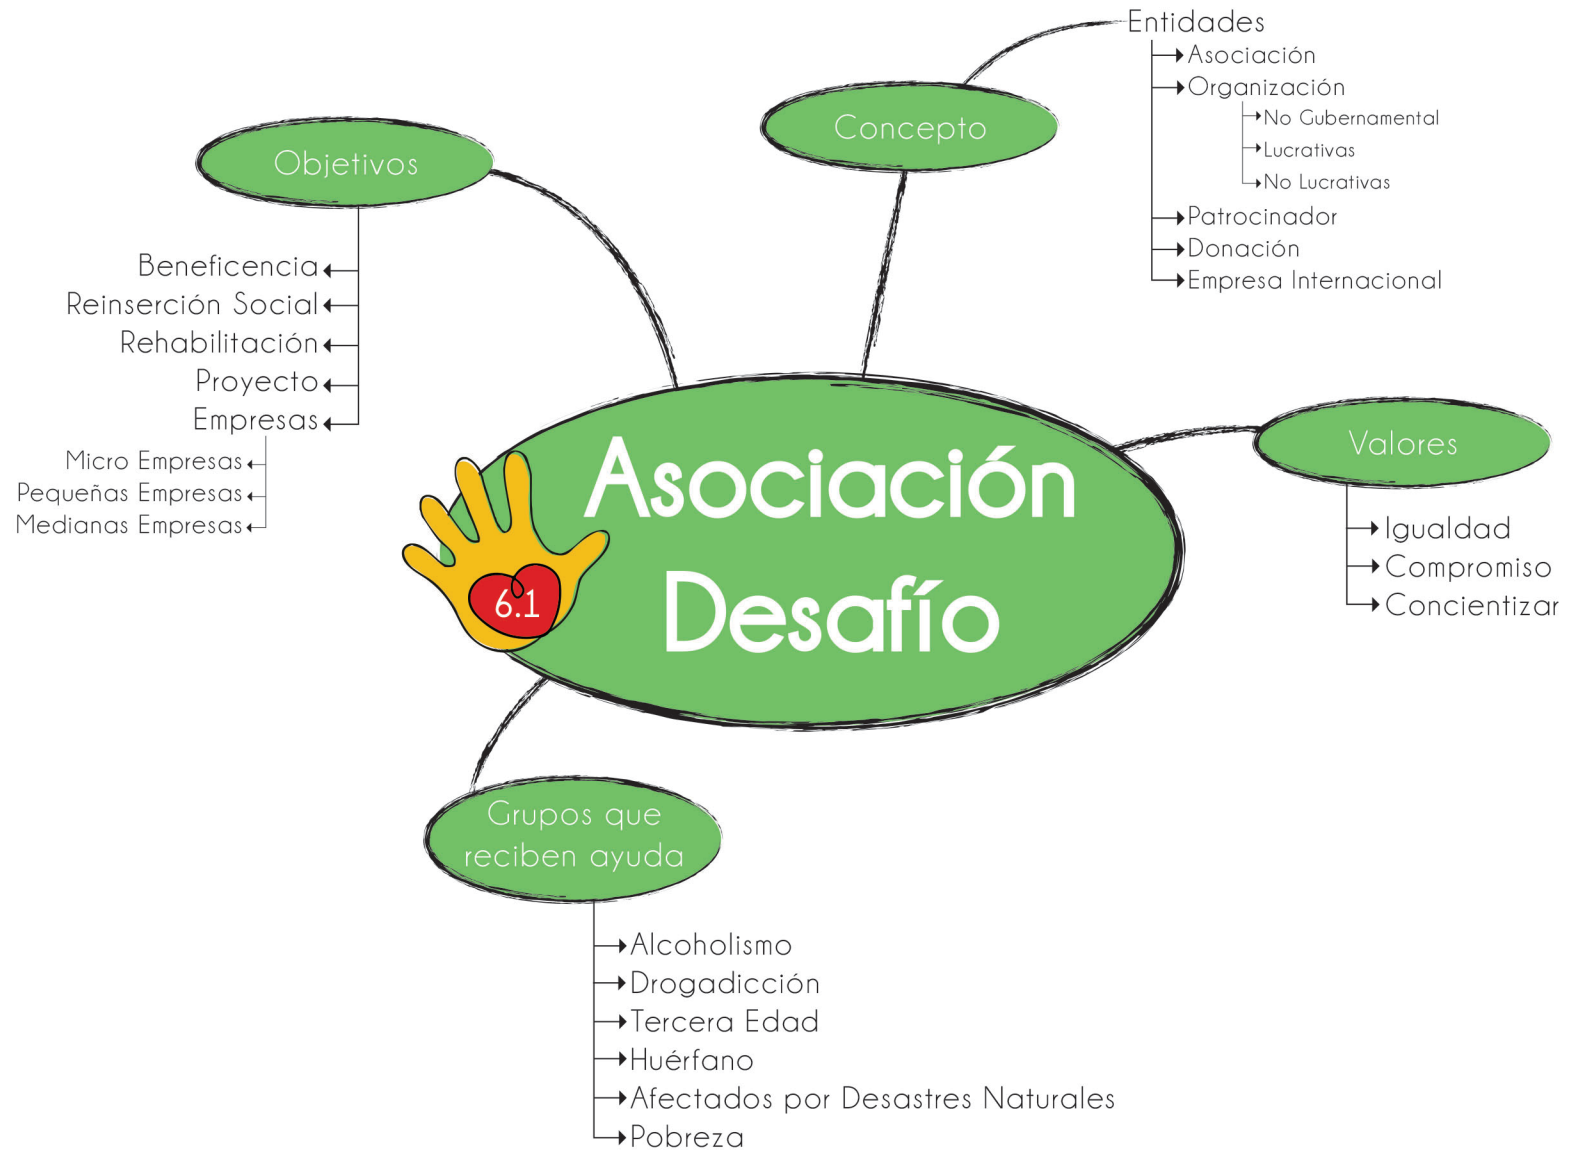 Entidades
Asociación
Organización
No Gubernamental
Lucrativas
No Lucrativas
Patrocinador
Donación
Empresa Internacional
Concepto
Objetivos
Beneficencia
Reinserción Social
Rehabilitación
Proyecto
Empresas
Micro Empresas
Pequeñas Empresas
Medianas Empresas
Valores
Igualdad
Compromiso
Concientizar
Asociación
Desafío
6.1
Grupos que
reciben ayuda
Alcoholismo
Drogadicción
Tercera Edad
Huérfano
Afectados por Desastres Naturales
Pobreza